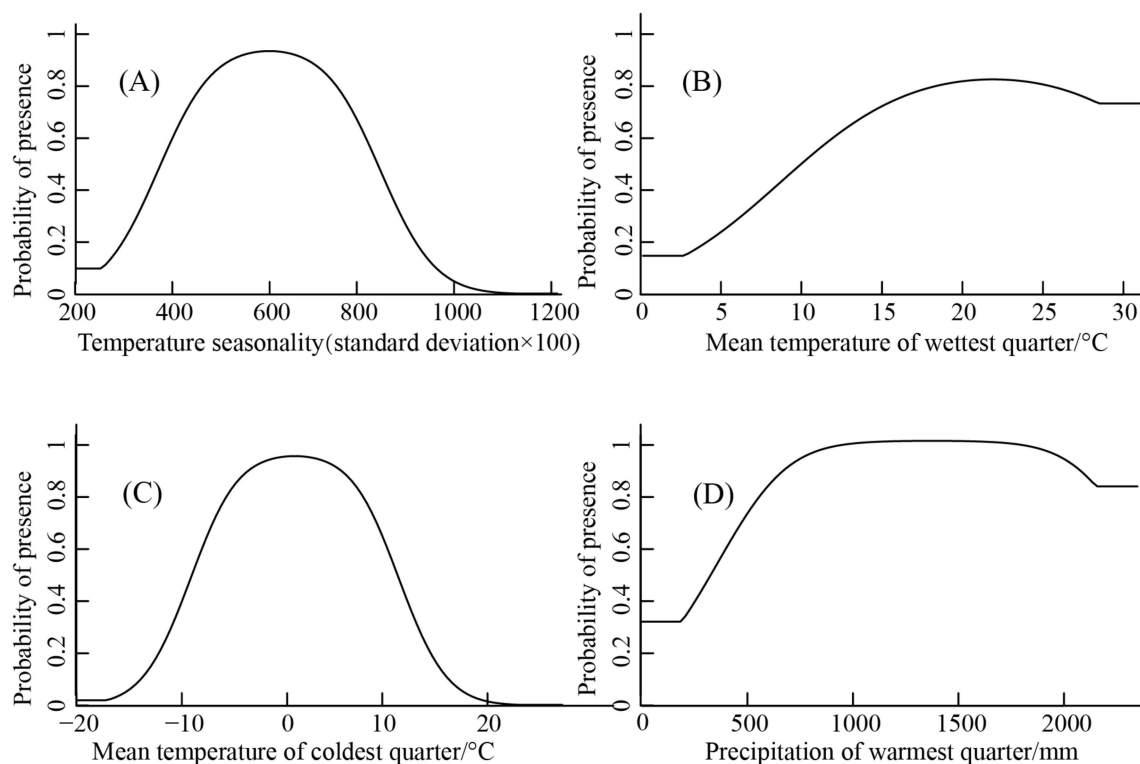 (A)
Probability of presence
0 0.2 0.4 0.6 0.8 1
200 400 600 800 1000 1200
Temperature seasonality(standard deviation×100)
(B)
Probability of presence
0 0.2 0.4 0.6 0.8 1
0 5 10 15 20 25 30
Mean temperature of wettest quarter/°C
(C)
Probability of presence
0 0.2 0.4 0.6 0.8 1
−20 −10 0 10 20
Mean temperature of coldest quarter/°C
(D)
Probability of presence
0 0.2 0.4 0.6 0.8 1
0 500 1000 1500 2000
Precipitation of warmest quarter/mm